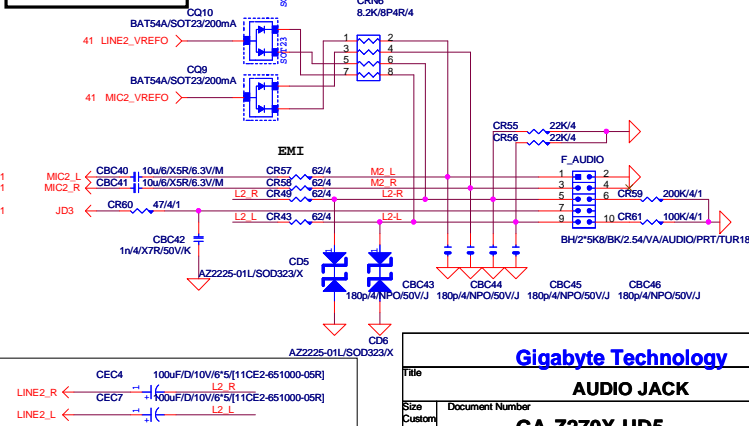 CRN6
8.2K/8P4R/4
CQ10
BAT54A/SOT23/200mA
SOT23
41 LINE2_VREFO
1 2
3 4
5 6
7 8
CQ9
BAT54A/SOT23/200mA
41 MIC2_VREFO
CR55 22K/4
CR56 22K/4
EMI
F_AUDIO
1 MIC2_L CBC40 10u/6/X5R/6.3V/M CR57 62/4 M2_L 1 2
1 MIC2_R CBC41 10u/6/X5R/6.3V/M CR58 62/4 M2_R 3 4
L2_R CR49 62/4 L2-R 5 6 CR59 200K/4/1
1 JD3 CR60 47/4/1 7
L2_L CR43 62/4 L2-L 9 10 CR61 100K/4/1
CBC42
1n/4/X7R/50V/K
BH/2*5K8/BK/2.54/VA/AUDIO/PRT/TUR18
CD5
AZ2225-01L/SOD323/X
CBC43 CBC44 CBC45 CBC46
180p/4/NPO/50V/J 180p/4/NPO/50V/J 180p/4/NPO/50V/J 180p/4/NPO/50V/J
CD6
AZ2225-01L/SOD323/X
CEC4 100uF/D/10V/6*5/[11CE2-651000-05R]
LINE2_R 1 + L2_R
CEC7 100uF/D/10V/6*5/[11CE2-651000-05R]
LINE2_L 1 + L2_L
Gigabyte Technology
Title
AUDIO JACK
Size Document Number
Custom
GA-Z270X-UD5